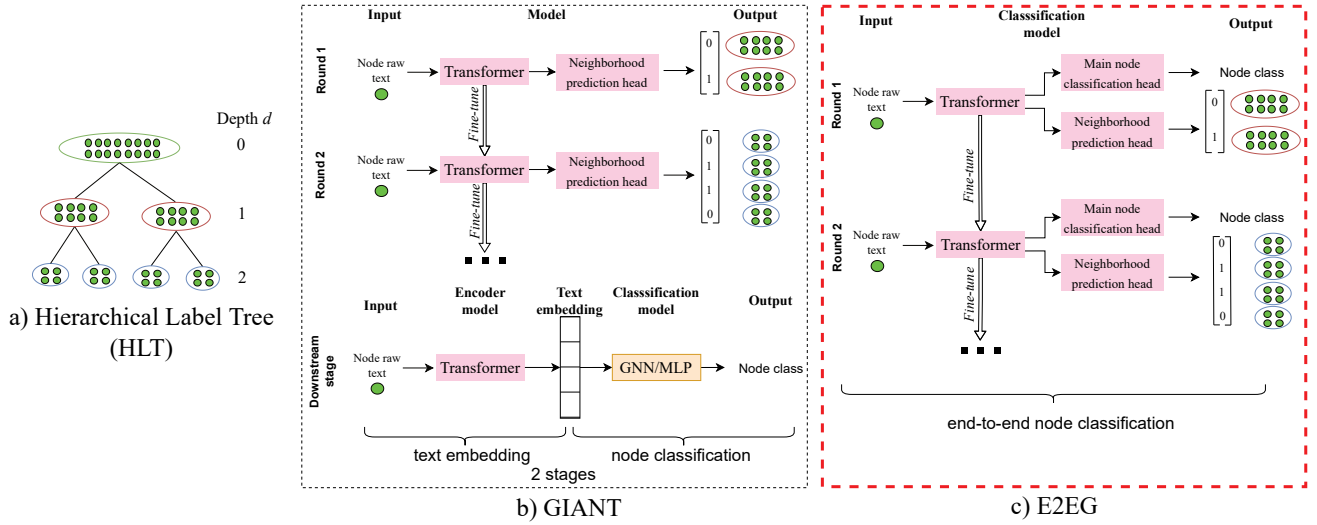 Depth d
0
1
2
a) Hierarchical Label Tree
(HLT)
Input
Model
Output
Round 1
Node raw
text
Transformer
Neighborhood
prediction head
0
1
Fine-tune
Round 2
Node raw
text
Transformer
Neighborhood
prediction head
0
1
1
0
Fine-tune
Input
Encoder
model
Text
embedding
Classsification
model
Output
Downstream
stage
Node raw
text
Transformer
GNN/MLP
Node class
text embedding
node classification
2 stages
b) GIANT
Input
Classsification
model
Output
Round 1
Node raw
text
Transformer
Main node
classification head
Node class
Neighborhood
prediction head
0
1
Fine-tune
Round 2
Node raw
text
Transformer
Main node
classification head
Node class
Neighborhood
prediction head
0
1
1
0
Fine-tune
end-to-end node classification
c) E2EG